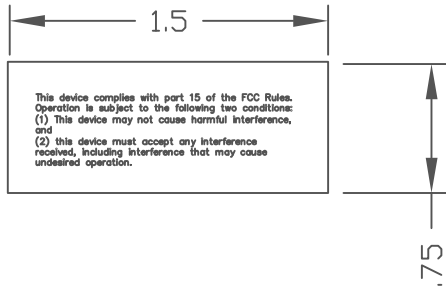 1.5
This device complies with part 15 of the FCC Rules.
Operation is subject to the following two conditions:
(1) This device may not cause harmful interference,
and
(2) this device must accept any interference
received, including interference that may cause
undesired operation.
.75